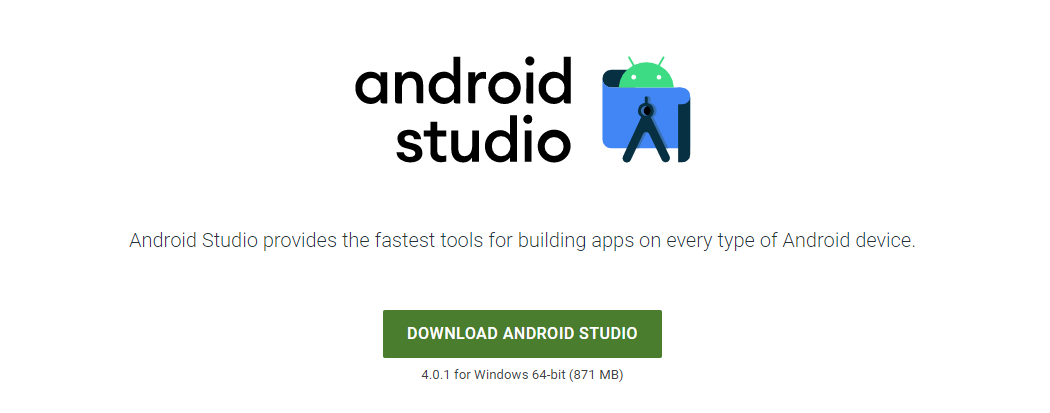 android
studio
Android Studio provides the fastest tools for building apps on every type of Android device.
DOWNLOAD ANDROID STUDIO
4.0.1 for Windows 64-bit (871 MB)